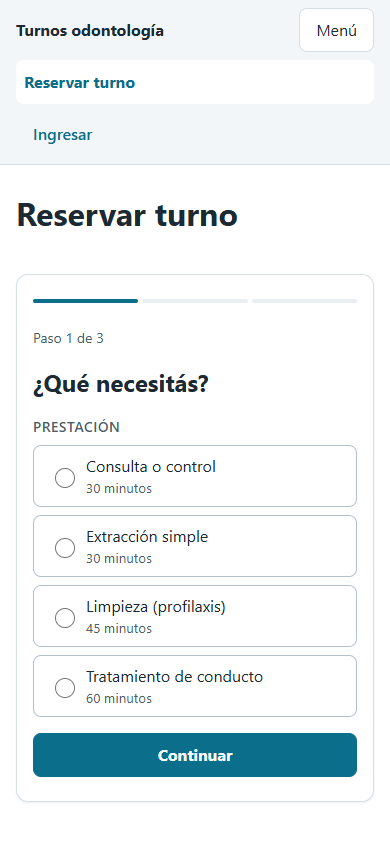 Turnos odontología
Menú
Reservar turno
Ingresar
Reservar turno
Paso 1 de 3
¿Qué necesitás?
PRESTACIÓN
Consulta o control
30 minutos
Extracción simple
30 minutos
Limpieza (profilaxis)
45 minutos
Tratamiento de conducto
60 minutos
Continuar